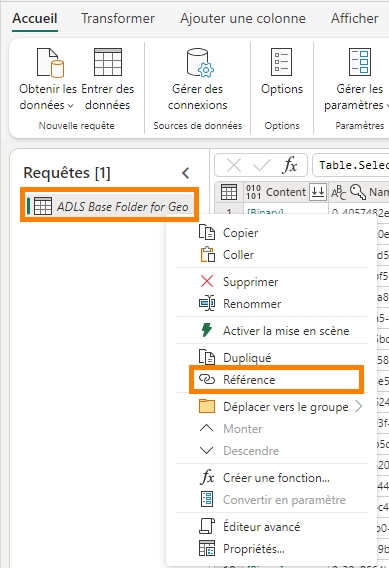 Accueil Transformer Ajouter une colonne Afficher
Obtenir les données
Entrer des données
Gérer des connexions
Options
Gérer les paramètres
Nouvelle requête
Sources de données
Options
Paramètres
Requêtes [1]
fx Table.Selec
ADLS Base Folder for Geo
Content
ABC
1 [Binary]
Copier
Coller
Supprimer
Renommer
Activer la mise en scène
Dupliqué
Référence
Déplacer vers le groupe
Monter
Descendre
fx Créer une fonction...
Convertir en paramètre
Éditeur avancé
Propriétés...